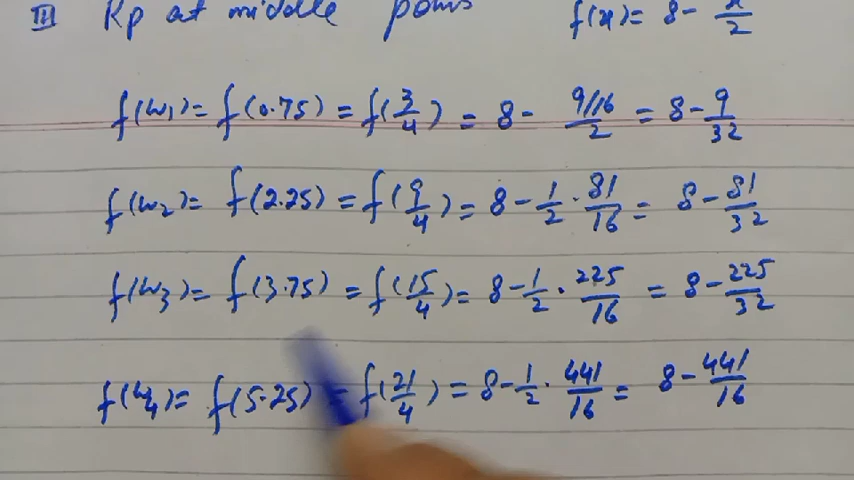 III Rp at middle points f(x) = 8 - x²/2
f(w₁) = f(0.75) = f(3/4) = 8 - (9/16)/2 = 8 - 9/32
f(w₂) = f(2.25) = f(9/4) = 8 - 1/2 · 81/16 = 8 - 81/32
f(w₃) = f(3.75) = f(15/4) = 8 - 1/2 · 225/16 = 8 - 225/32
f(w₄) = f(5.25) = f(21/4) = 8 - 1/2 · 441/16 = 8 - 441/16